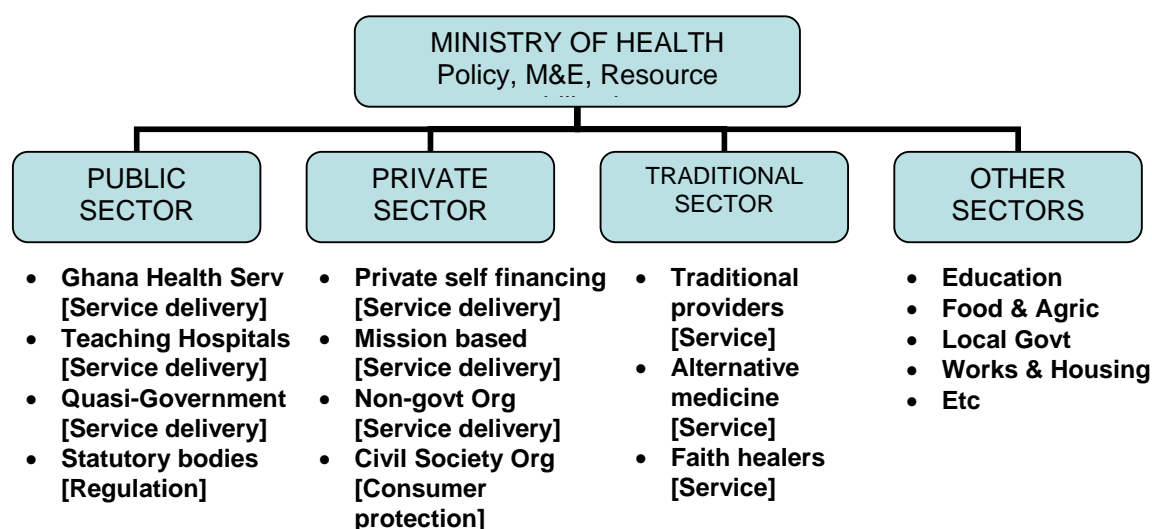 MINISTRY OF HEALTH
Policy, M&E, Resource
PUBLIC
SECTOR
• Ghana Health Serv
[Service delivery]
• Teaching Hospitals
[Service delivery]
• Quasi-Government
[Service delivery]
• Statutory bodies
[Regulation]
PRIVATE
SECTOR
• Private self financing
[Service delivery]
• Mission based
[Service delivery]
• Non-govt Org
[Service delivery]
• Civil Society Org
[Consumer
protection]
TRADITIONAL
SECTOR
• Traditional
providers
[Service]
• Alternative
medicine
[Service]
• Faith healers
[Service]
OTHER
SECTORS
• Education
• Food & Agric
• Local Govt
• Works & Housing
• Etc